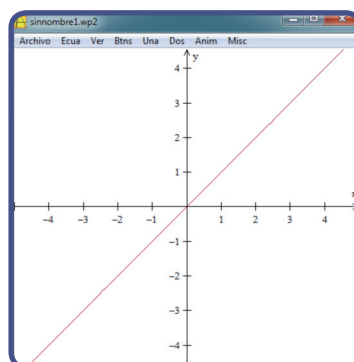 sinnombre1.wp2
Archivo Ecua Ver Btns Una Dos Anim Misc
y
4
3
2
1
x
−4 −3 −2 −1 1 2 3 4
−1
−2
−3
−4